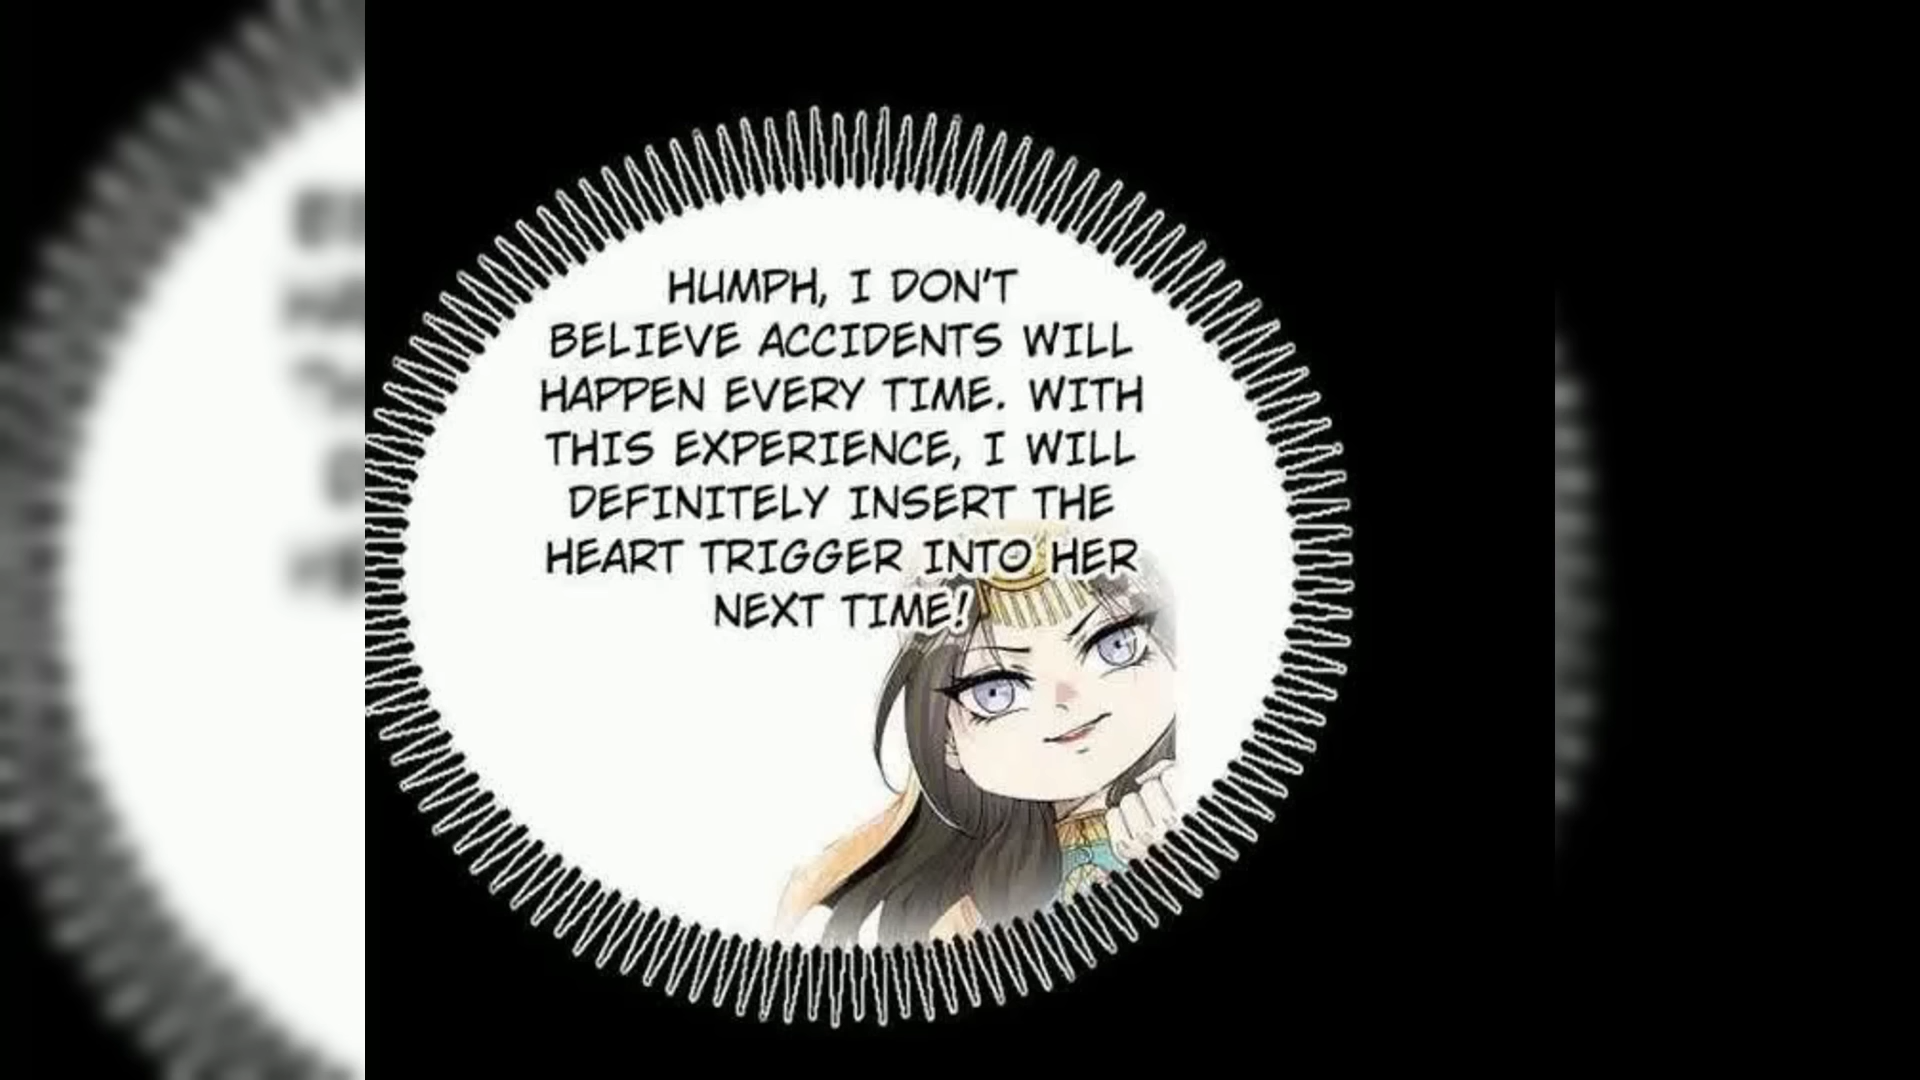 HUMPH, I DON'T
BELIEVE ACCIDENTS WILL
HAPPEN EVERY TIME. WITH
THIS EXPERIENCE, I WILL
DEFINITELY INSERT THE
HEART TRIGGER INTO HER
NEXT TIME!